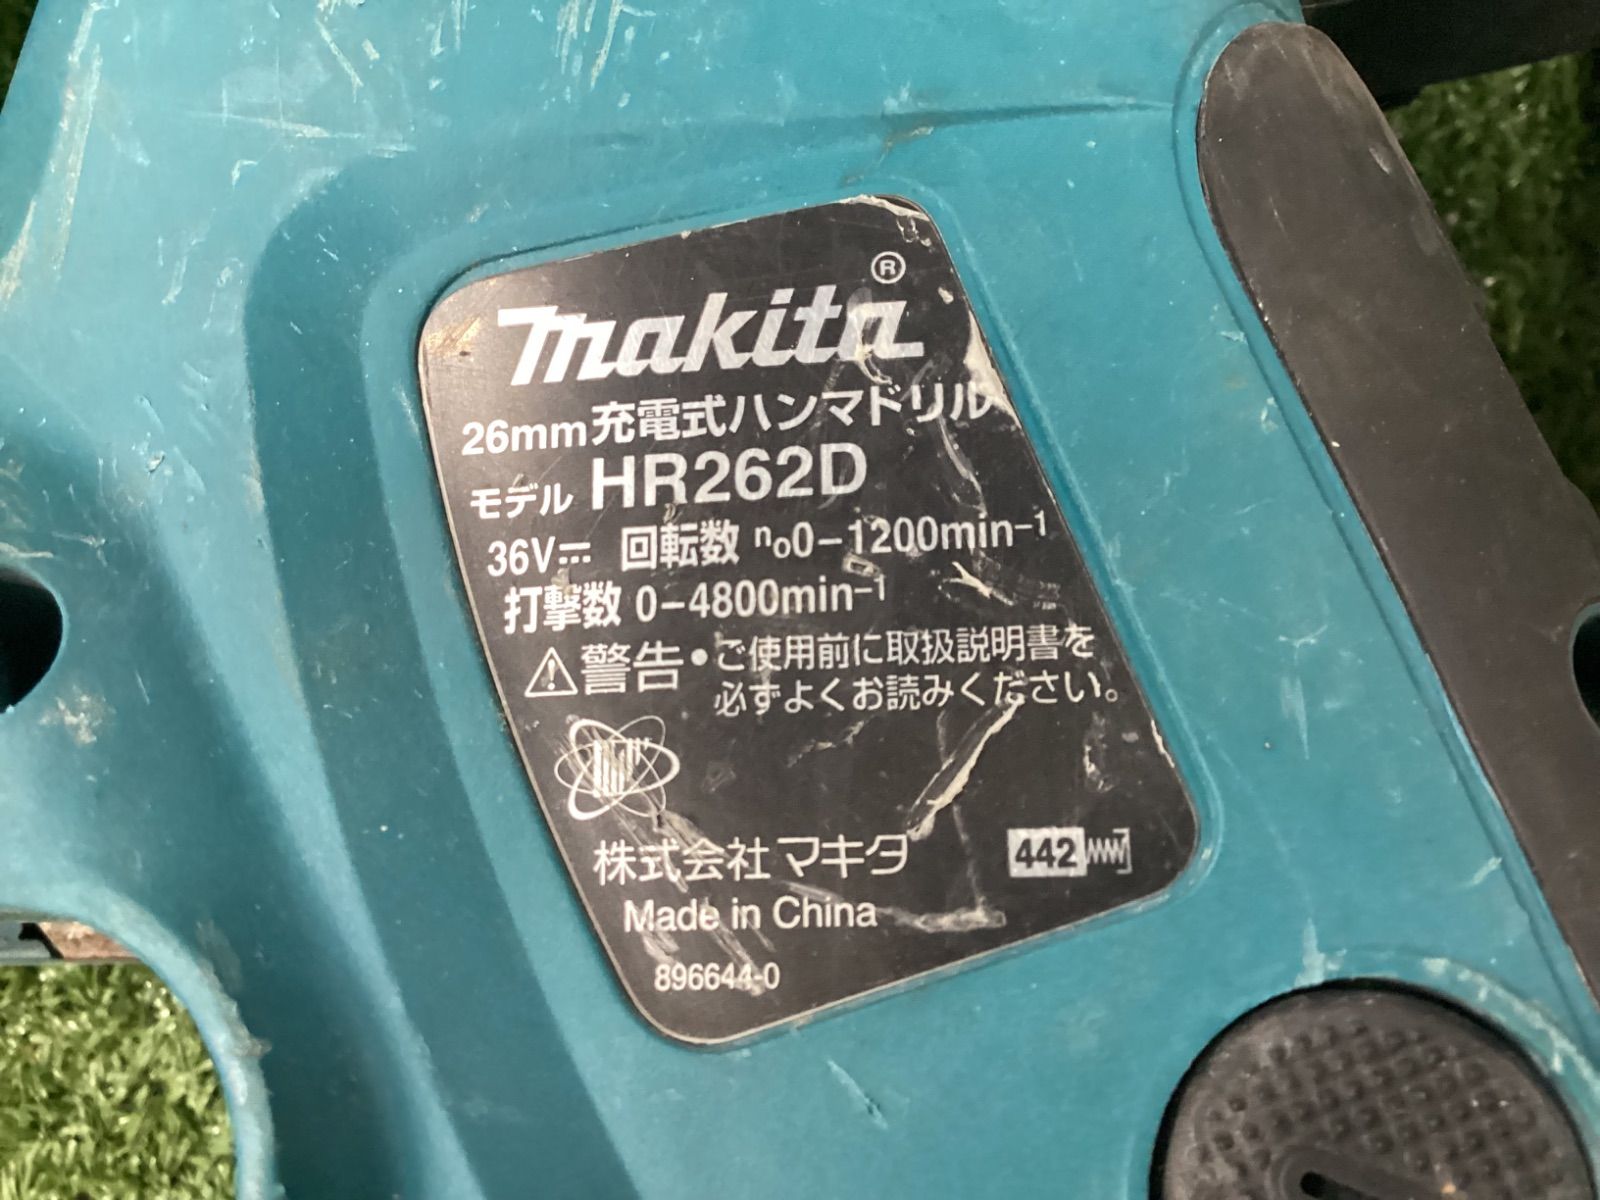 makita®
26mm充電式ハンマドリル
モデル HR262D
36V⎓ 回転数 n₀0-1200min⁻¹
打撃数 0-4800min⁻¹
⚠警告・ご使用前に取扱説明書を
必ずよくお読みください。
株式会社マキタ
442
Made in China
896644-0